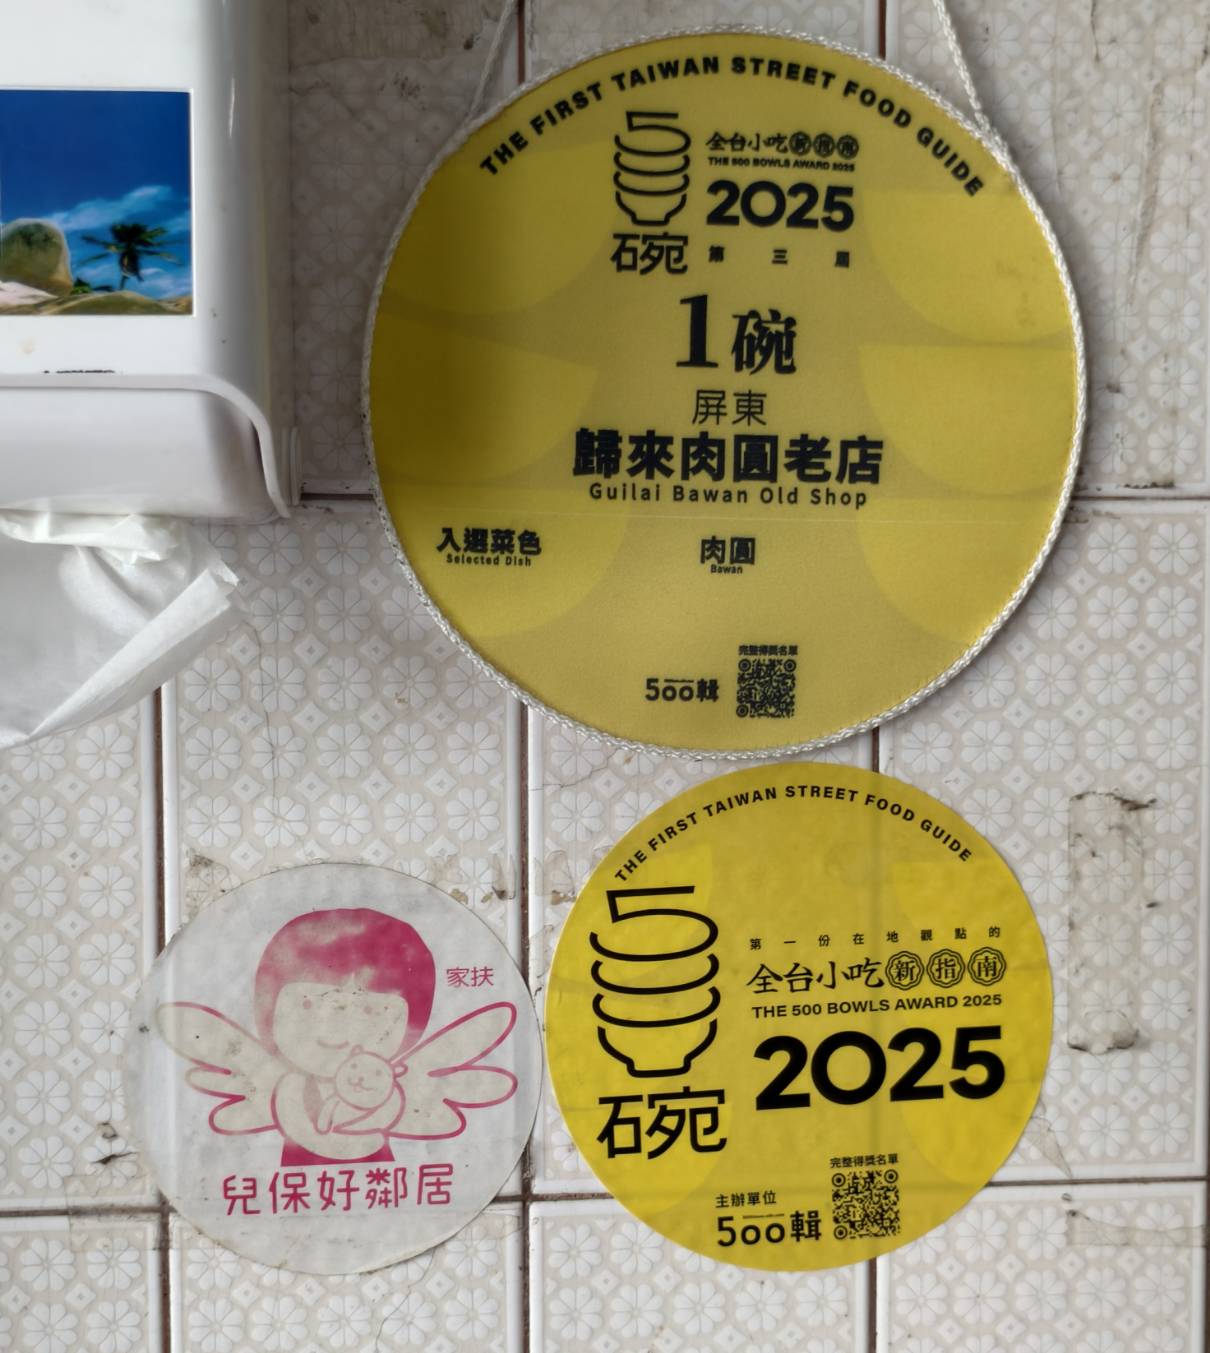 THE FIRST TAIWAN STREET FOOD GUIDE
全台小吃新指南
THE 500 BOWLS AWARD 2025
2025
碗
第三屆
1碗
屏東
歸來肉圓老店
Guilai Bawan Old Shop
入選菜色
Selected Dish
肉圓
Bawan
完整得獎名單
500輯
THE FIRST TAIWAN STREET FOOD GUIDE
第一份在地觀點的
全台小吃新指南
THE 500 BOWLS AWARD 2025
2025
碗
完整得獎名單
主辦單位
500輯
家扶
兒保好鄰居